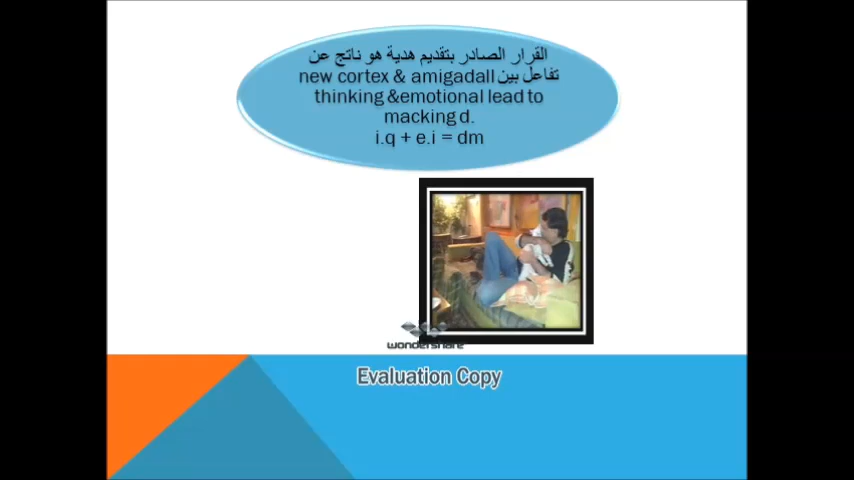 القرار الصادر بتقديم هدية هو ناتج عن
تفاعل بين new cortex & amigadall
thinking &emotional lead to
macking d.
i.q + e.i = dm
wondershare
Evaluation Copy